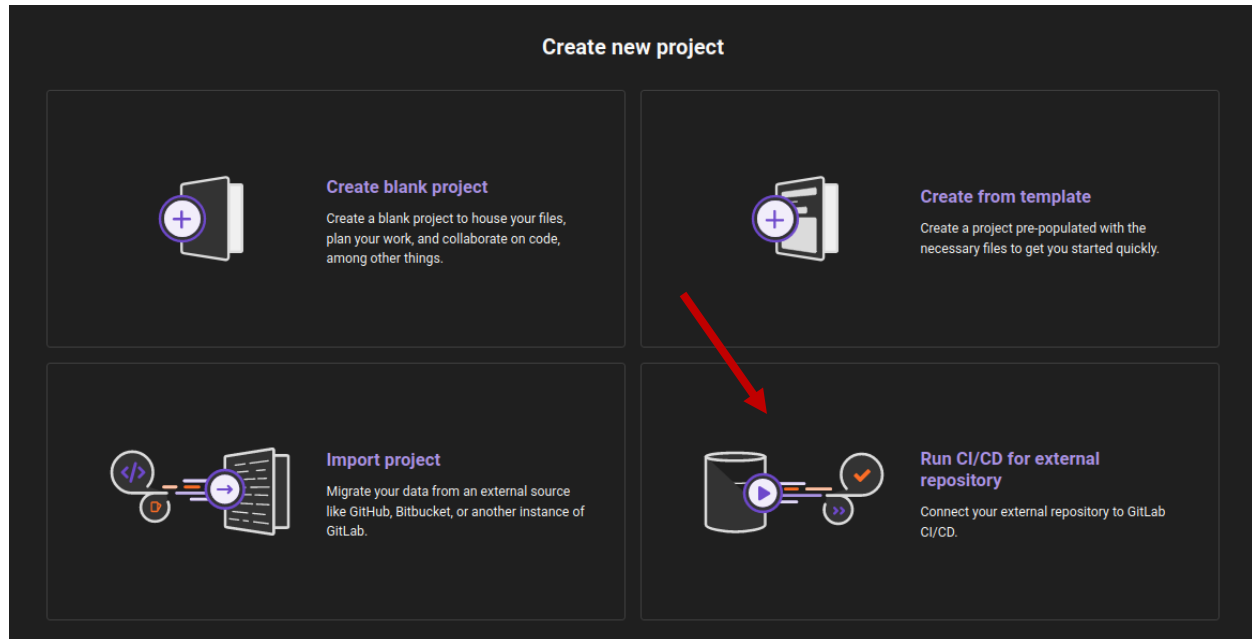 Create new project
Create blank project
Create a blank project to house your files,
plan your work, and collaborate on code,
among other things.
Create from template
Create a project pre-populated with the
necessary files to get you started quickly.
Import project
Migrate your data from an external source
like GitHub, Bitbucket, or another instance of
GitLab.
Run CI/CD for external
repository
Connect your external repository to GitLab
CI/CD.